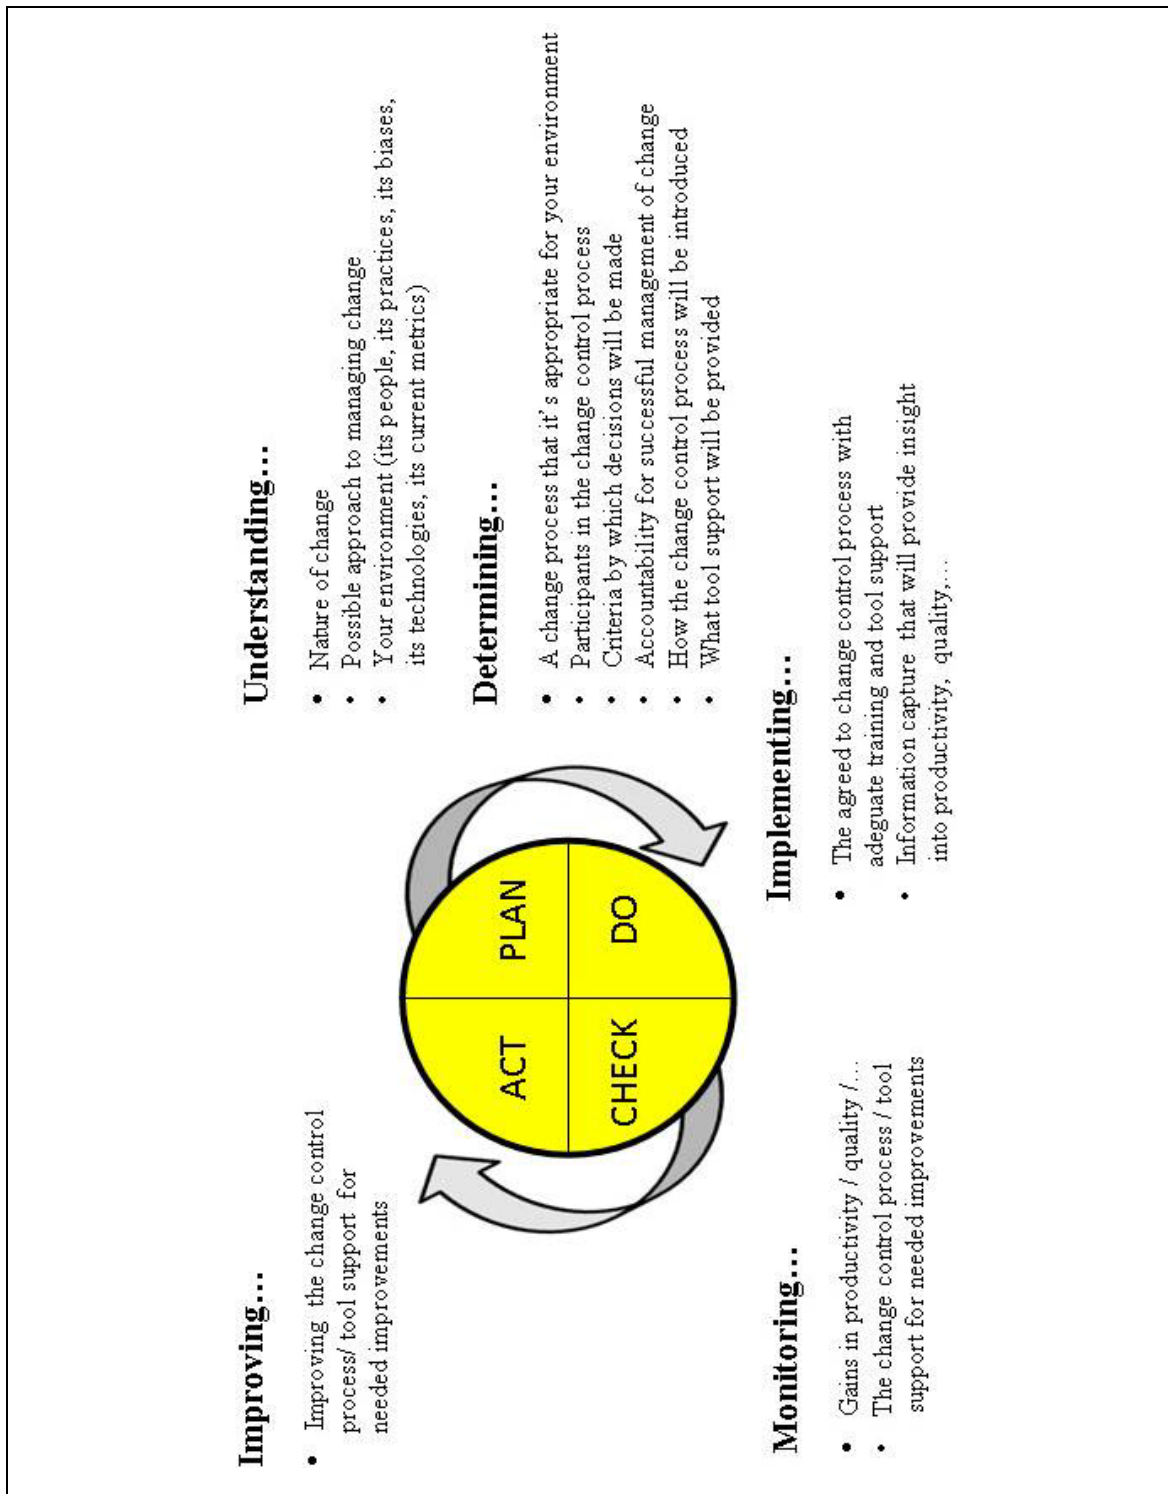 Improving...
• Improving the change control
process/ tool support for
needed improvements
Understanding...
• Nature of change
• Possible approach to managing change
• Your environment (its people, its practices, its biases,
its technologies, its current metrics)
Determining...
• A change process that it's appropriate for your environment
• Participants in the change control process
• Criteria by which decisions will be made
• Accountability for successful management of change
• How the change control process will be introduced
• What tool support will be provided
ACT
PLAN
CHECK
DO
Monitoring...
• Gains in productivity / quality /...
• The change control process / tool
support for needed improvements
Implementing...
• The agreed to change control process with
adeguate training and tool support
• Information capture that will provide insight
into productivity, quality,...